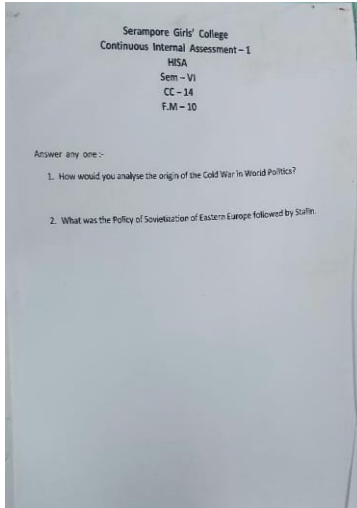 Serampore Girls' College
Continuous Internal Assessment – 1
HISA
Sem – VI
CC – 14
F.M – 10
Answer any one :-
1. How would you analyse the origin of the Cold War in World Politics?
2. What was the Policy of Sovietization of Eastern Europe followed by Stalin.